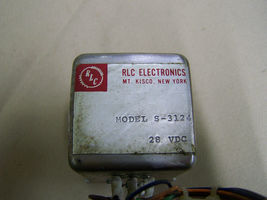 RLC
RLC ELECTRONICS
MT. KISCO, NEW YORK
MODEL S-3124
28 VDC